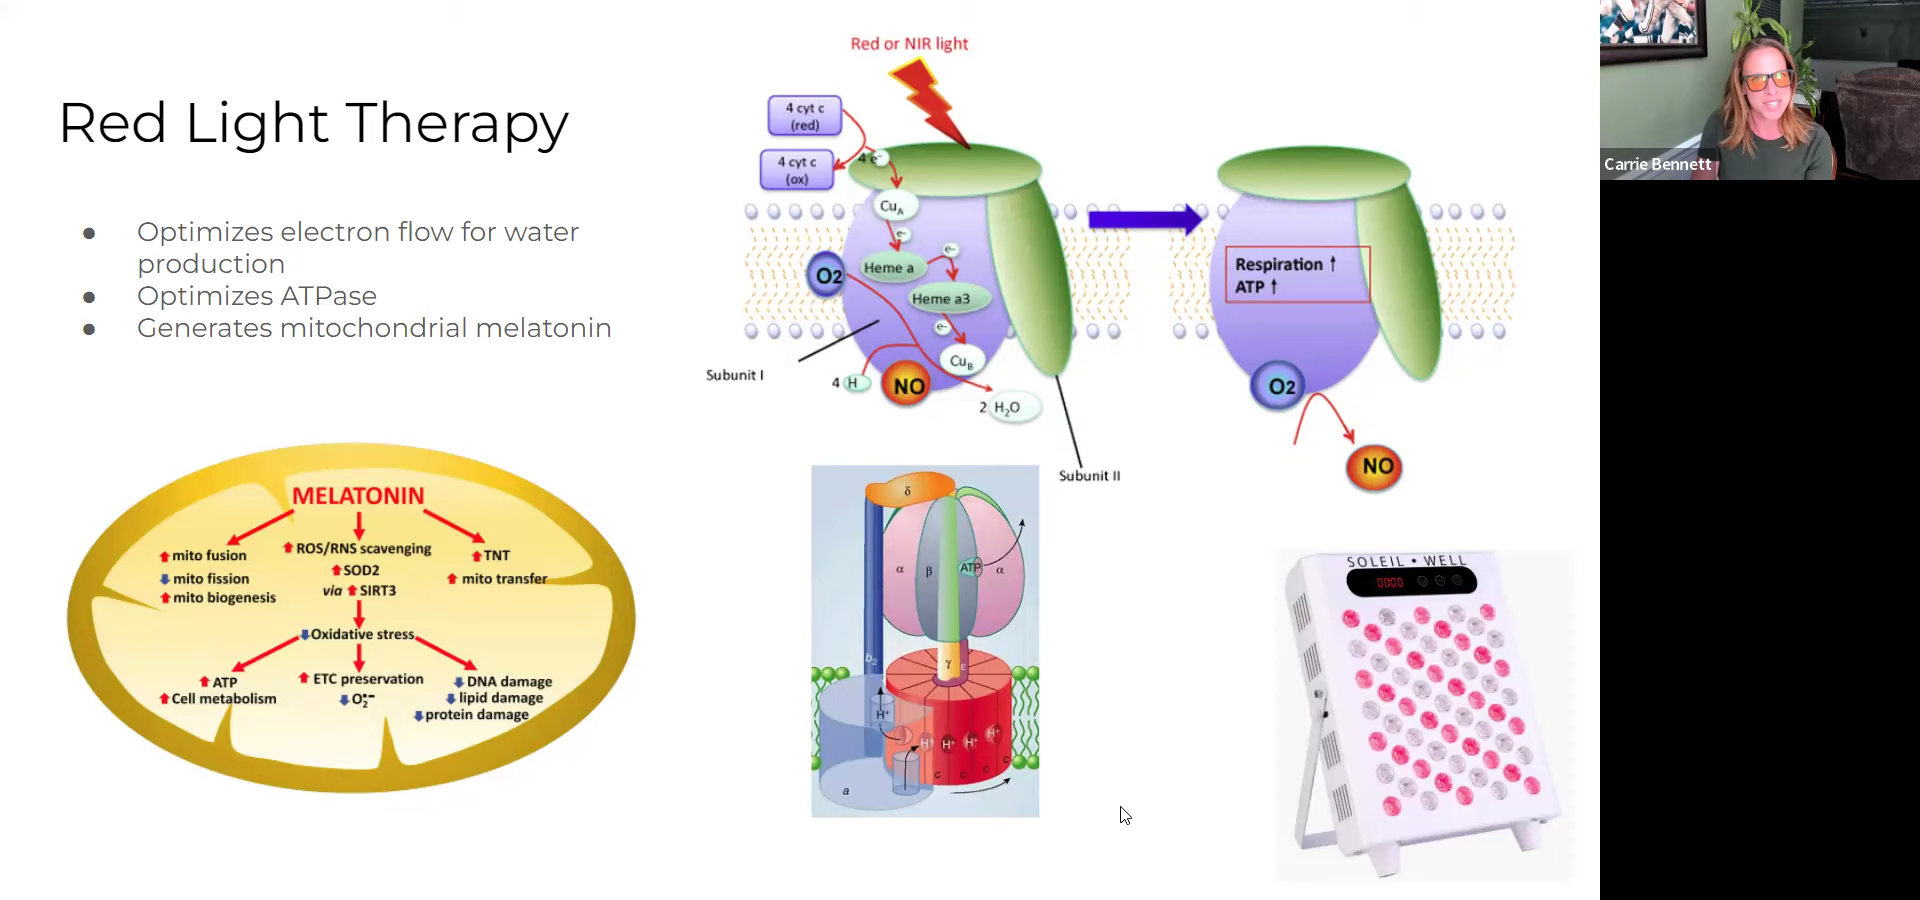 Red Light Therapy
● Optimizes electron flow for water
production
● Optimizes ATPase
● Generates mitochondrial melatonin
Red or NIR light
4 cyt c
(red)
4 cyt c
(ox)
4 e-
CuA
e-
Heme a
e-
O2
Heme a3
e-
CuB
Subunit I
4 H
NO
2 H2O
Subunit II
Respiration ↑
ATP ↑
O2
NO
MELATONIN
mito fusion
mito fission
mito biogenesis
ROS/RNS scavenging
SOD2
via SIRT3
TNT
mito transfer
Oxidative stress
ATP
Cell metabolism
ETC preservation
O2•−
DNA damage
lipid damage
protein damage
δ
α β ATP α
b2
γ ε
H+
H+ H+ H+ H+
c c c c
a
SOLEIL • WELL
0000
Carrie Bennett